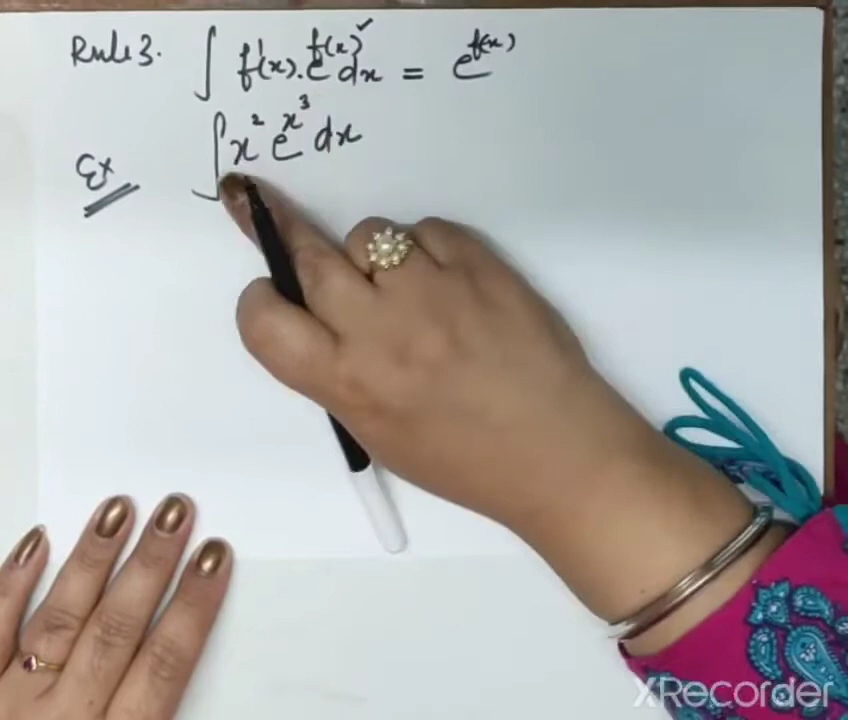 Rule 3. ∫ f'(x).e^f(x) dx = e^f(x)
Ex ∫ x² e^x³ dx
XRecorder